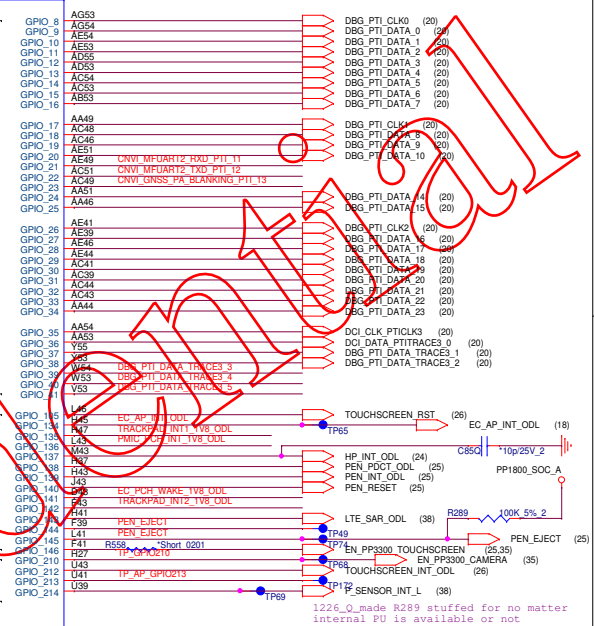 GPIO_8 AG53 DBG_PTI_CLK0 (20)
GPIO_9 AG54 DBG_PTI_DATA_0 (20)
GPIO_10 AE54 DBG_PTI_DATA_1 (20)
GPIO_11 AE53 DBG_PTI_DATA_2 (20)
GPIO_12 AD55 DBG_PTI_DATA_3 (20)
GPIO_13 AD53 DBG_PTI_DATA_4 (20)
GPIO_14 AC54 DBG_PTI_DATA_5 (20)
GPIO_15 AC53 DBG_PTI_DATA_6 (20)
GPIO_16 AB53 DBG_PTI_DATA_7 (20)
GPIO_17 AA49 DBG_PTI_CLK1 (20)
GPIO_18 AC48 DBG_PTI_DATA_8 (20)
GPIO_19 AC46 DBG_PTI_DATA_9 (20)
GPIO_20 AE51 DBG_PTI_DATA_10 (20)
GPIO_21 AE49 CNVI_MFUART2_RXD_PTI_11
GPIO_22 AC51 CNVI_MFUART2_TXD_PTI_12
GPIO_23 AC49 CNVI_GNSS_PA_BLANKING_PTI_13
GPIO_24 AA51 DBG_PTI_DATA_14 (20)
GPIO_25 AA46 DBG_PTI_DATA_15 (20)
GPIO_26 AE41 DBG_PTI_CLK2 (20)
GPIO_27 AE39 DBG_PTI_DATA_16 (20)
GPIO_28 AE46 DBG_PTI_DATA_17 (20)
GPIO_29 AE44 DBG_PTI_DATA_18 (20)
GPIO_30 AC41 DBG_PTI_DATA_19 (20)
GPIO_31 AC39 DBG_PTI_DATA_20 (20)
GPIO_32 AC44 DBG_PTI_DATA_21 (20)
GPIO_33 AC43 DBG_PTI_DATA_22 (20)
GPIO_34 AA44 DBG_PTI_DATA_23 (20)
GPIO_35 AA54 DCI_CLK_PTICLK3 (20)
GPIO_36 AA53 DCI_DATA_PTITRACE3_0 (20)
GPIO_37 Y55 DBG_PTI_DATA_TRACE3_1 (20)
GPIO_38 Y53 DBG_PTI_DATA_TRACE3_2 (20)
GPIO_39 W54 DBG_PTI_DATA_TRACE3_3
GPIO_40 W53 DBG_PTI_DATA_TRACE3_4
GPIO_41 V53 DBG_PTI_DATA_TRACE3_5
L46 TOUCHSCREEN_RST (26)
GPIO_134 H45 EC_AP_INT_ODL TP65 EC_AP_INT_ODL (18)
GPIO_135 H47 TRACKPAD_INT_1V8_ODL
GPIO_136 L43 PMIC_PCH_INT_1V8_ODL C850 *10p/25V_2
GPIO_137 M43 HP_INT_ODL (24)
GPIO_138 H37 PEN_PDCT_ODL (25) PP1800_SOC_A
GPIO_139 H43 PEN_INT_ODL (25)
GPIO_140 J43 PEN_RESET (25)
GPIO_141 EC_PCH_WAKE_1V8_ODL
GPIO_142 TRACKPAD_INT2_1V8_ODL
H41 LTE_SAR_ODL (38) R289 100K_5%_2
GPIO_144 F39 PEN_EJECT TP49
GPIO_145 L41 PEN_EJECT TP74 PEN_EJECT (25)
GPIO_146 F41 R558 *Short_0201 EN_PP3300_TOUCHSCREEN (25,35)
GPIO_210 H27 TP_GPIO210 TP68 EN_PP3300_CAMERA (35)
GPIO_212 U43 TOUCHSCREEN_INT_ODL (26)
GPIO_213 U41 TP_AP_GPIO213 TP172
GPIO_214 U39 TP69 P_SENSOR_INT_L (38)
1226_Q_made R289 stuffed for no matter
internal PU is available or not